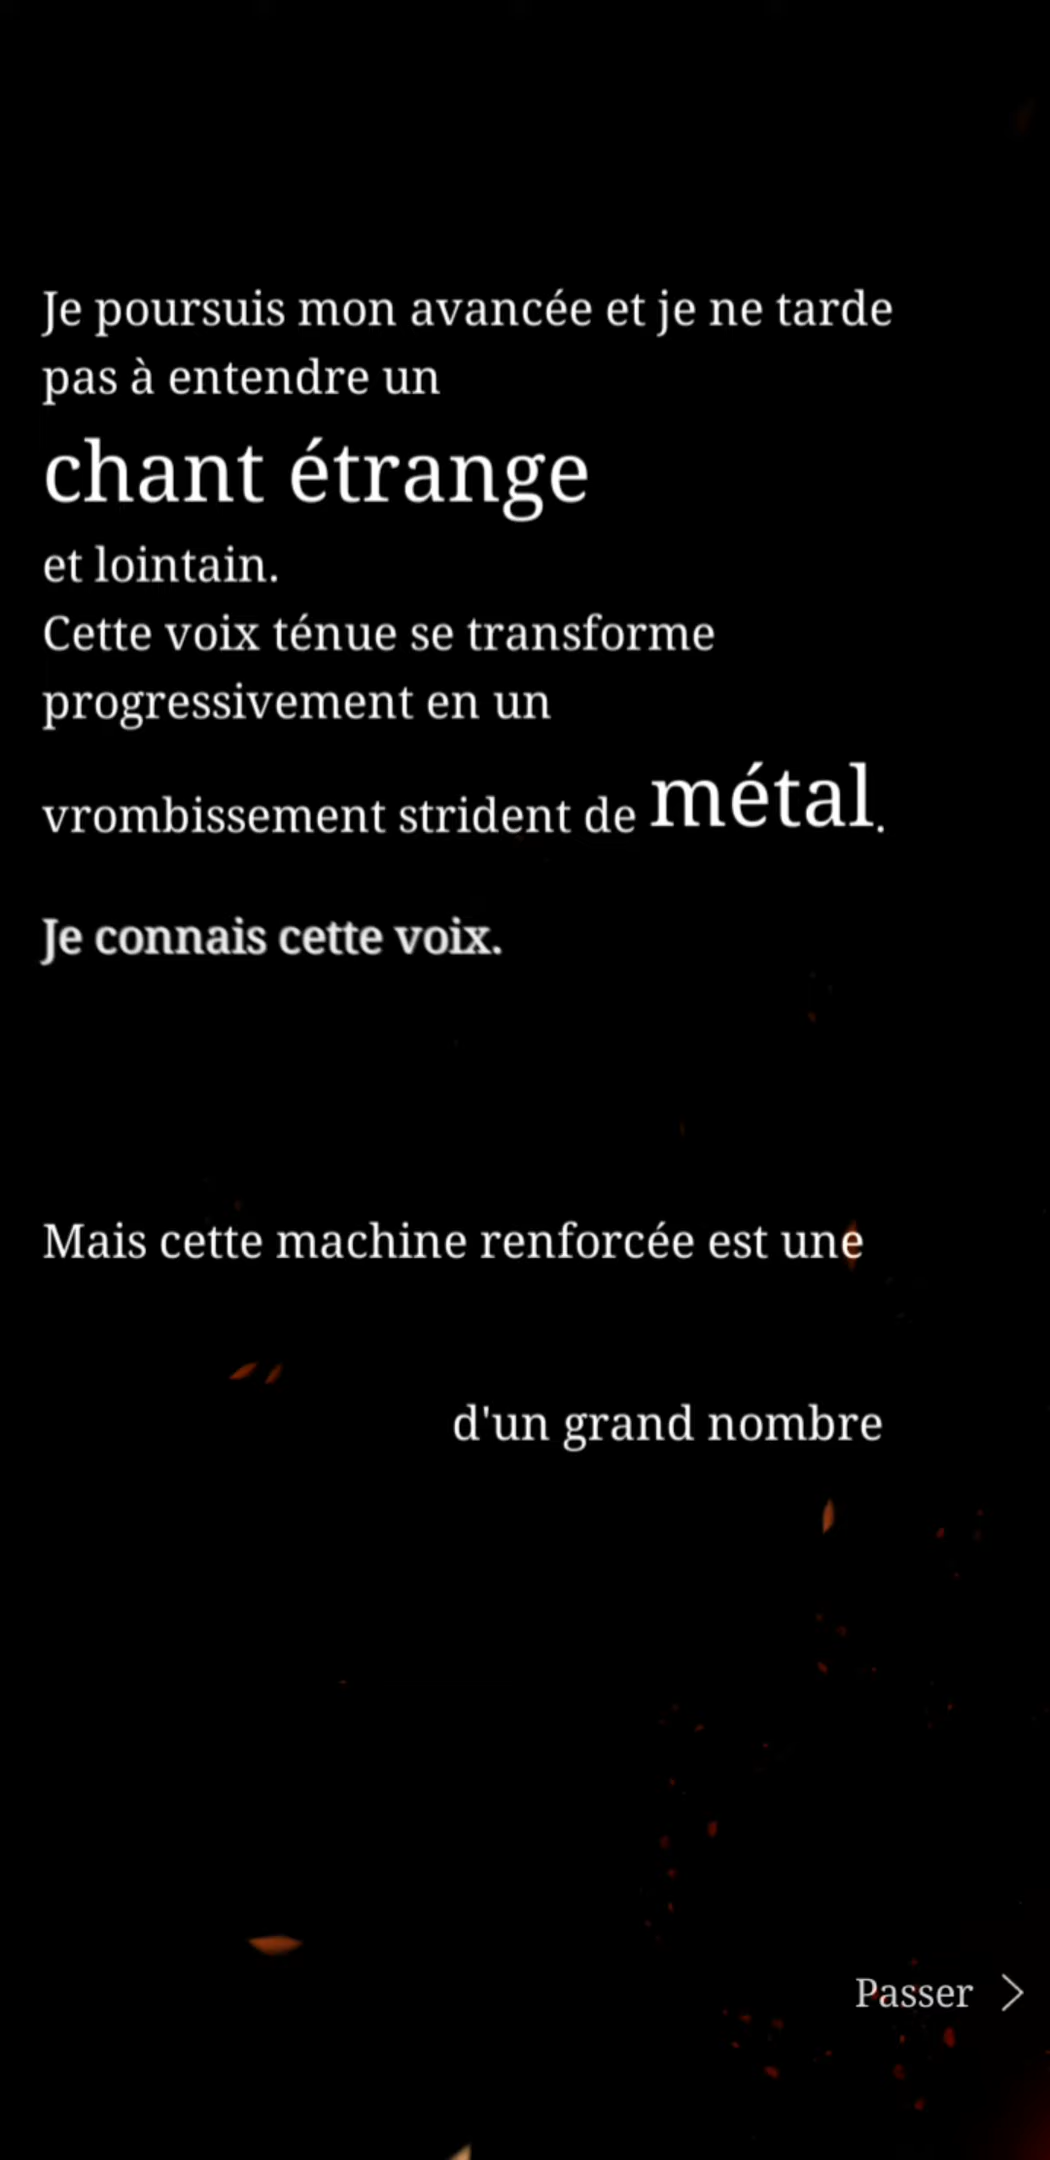 Je poursuis mon avancée et je ne tarde
pas à entendre un
chant étrange
et lointain.
Cette voix ténue se transforme
progressivement en un
vrombissement strident de métal.
Je connais cette voix.
Mais cette machine renforcée est une
d'un grand nombre
Passer